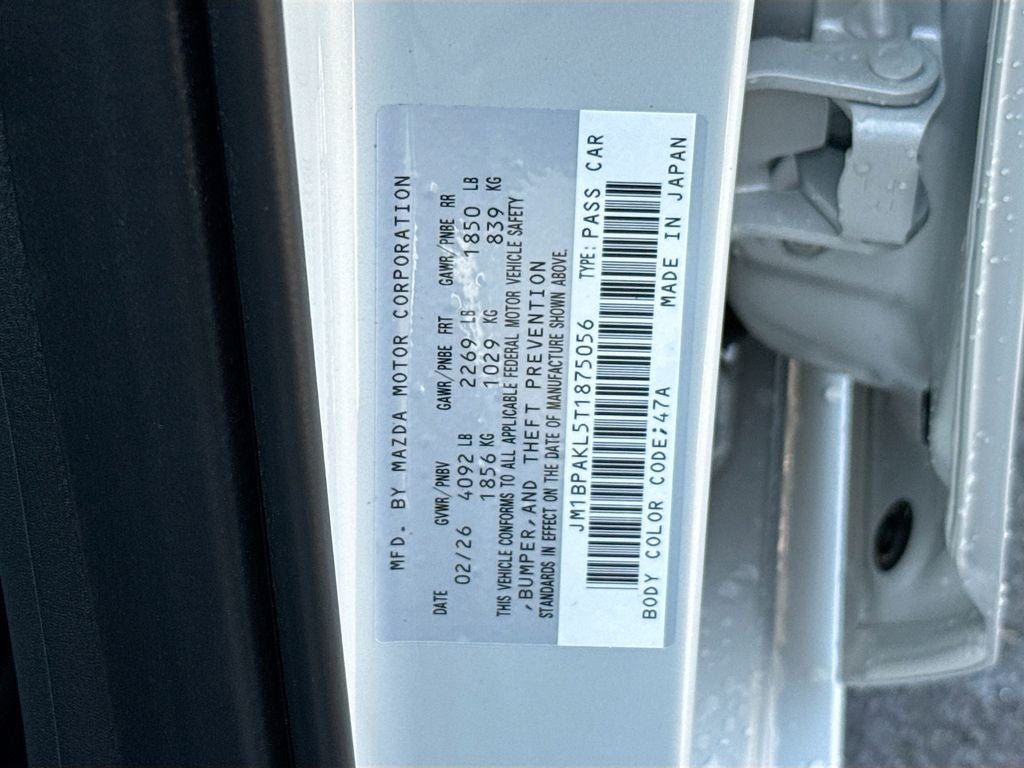 MFD. BY MAZDA MOTOR CORPORATION
DATE GVWR/PNBV GAWR/PNBE FRT GAWR/PNBE RR
02/26 4092 LB 2269 LB 1850 LB
1856 KG 1029 KG 839 KG
THIS VEHICLE CONFORMS TO ALL APPLICABLE FEDERAL MOTOR VEHICLE SAFETY
,BUMPER,AND THEFT PREVENTION
STANDARDS IN EFFECT ON THE DATE OF MANUFACTURE SHOWN ABOVE.
JM1BPAKL5T1875056 TYPE: PASS CAR
BODY COLOR CODE;47A MADE IN JAPAN